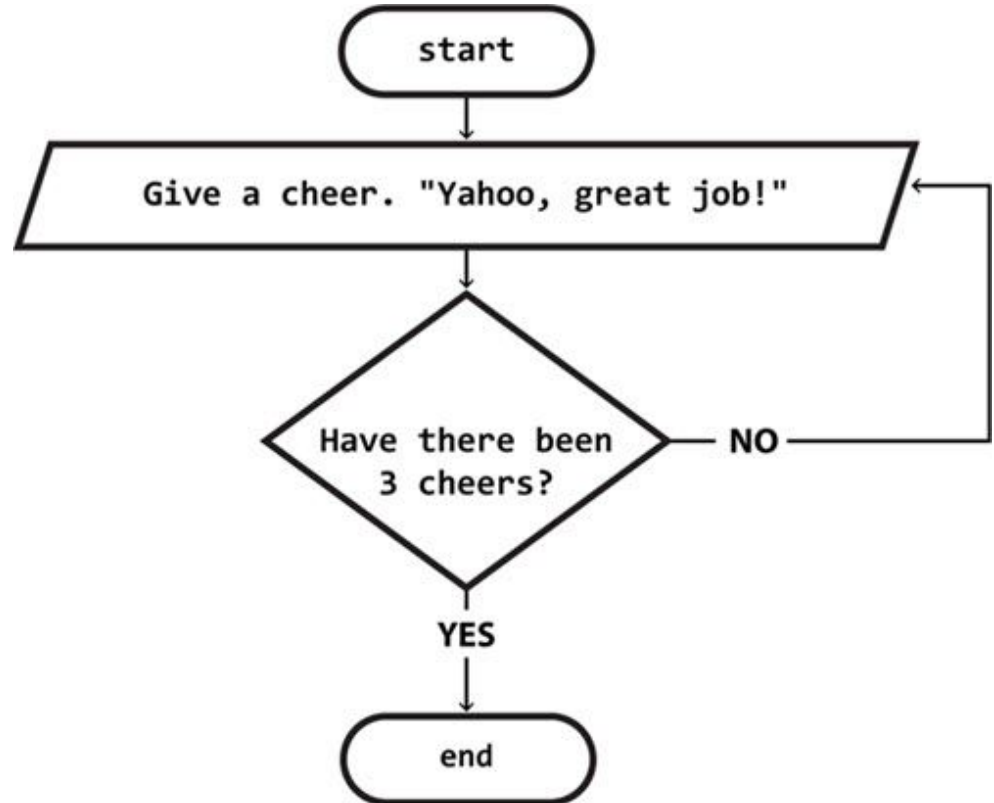 start
Give a cheer. "Yahoo, great job!"
Have there been
3 cheers?
NO
YES
end